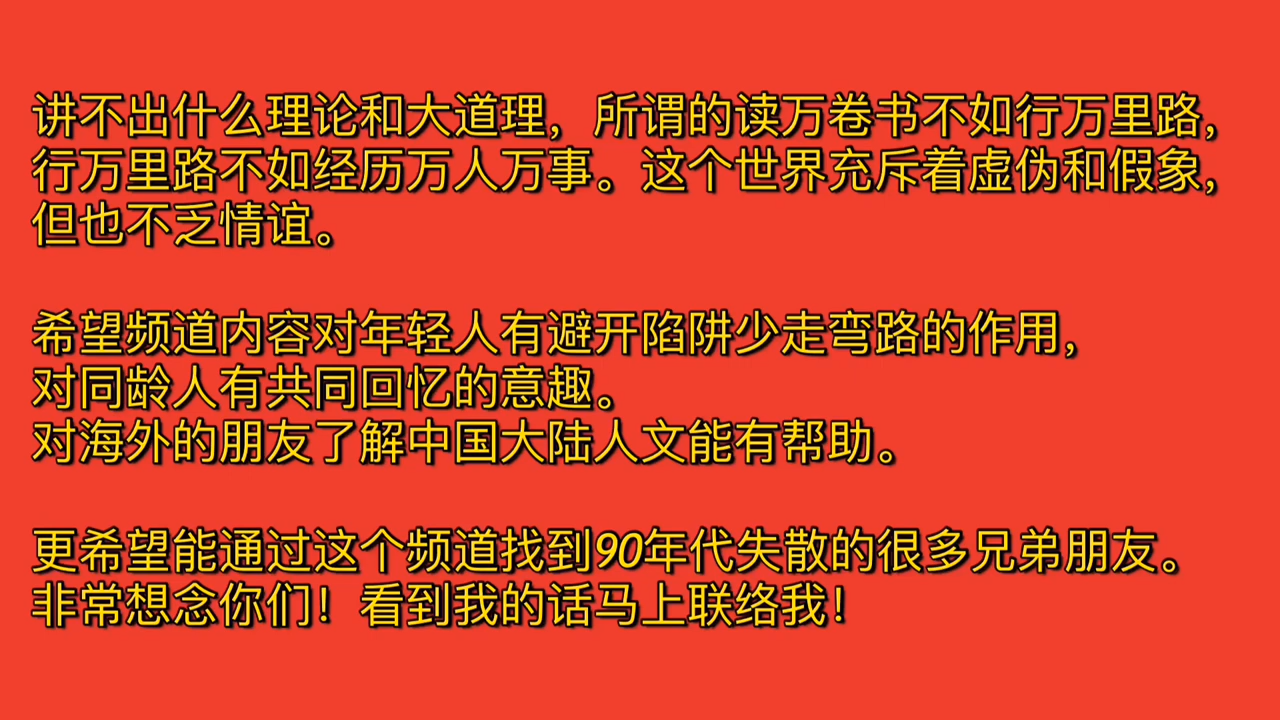 讲不出什么理论和大道理，所谓的读万卷书不如行万里路，
行万里路不如经历万人万事。这个世界充斥着虚伪和假象，
但也不乏情谊。
希望频道内容对年轻人有避开陷阱少走弯路的作用，
对同龄人有共同回忆的意趣。
对海外的朋友了解中国大陆人文能有帮助。
更希望能通过这个频道找到90年代失散的很多兄弟朋友。
非常想念你们！看到我的话马上联络我！